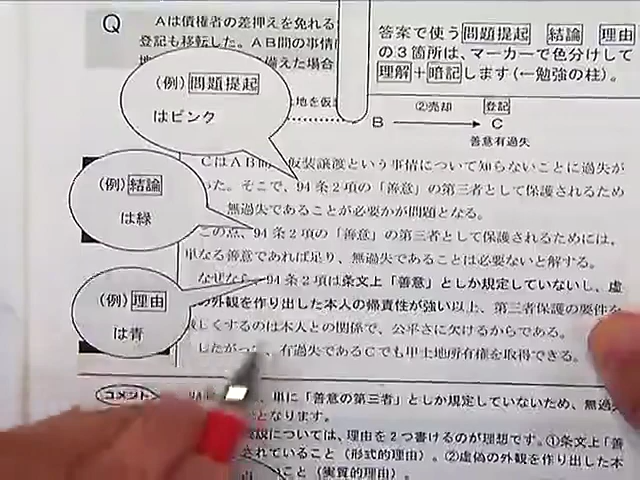 Q
Aは債権者の差押えを免れる
登記も移転した。AB間の事情
備えた場合
(例)問題提起
はピンク
答案で使う問題提起 結論 理由
の3箇所は、マーカーで色分けして
理解+暗記します(←勉強の柱)。
地を仮
②売却 登記
B → C
善意有過失
CはAB間 仮装譲渡という事情について知らないことに過失が
った。そこで、94条2項の「善意」の第三者として保護されるため
無過失であることが必要かが問題となる。
(例)結論
は緑
この点、94条2項の「善意」の第三者として保護されるためには、
単なる善意であれば足り、無過失であることは必要ないと解する。
なぜなら、94条2項は条文上「善意」としか規定していないし、虚
の外観を作り出した本人の帰責性が強い以上、第三者保護の要件を
しくするのは本人との関係で、公平さに欠けるからである。
(例)理由
は青
したがって、有過失であるCでも甲土地所有権を取得できる。
コメント
単に「善意の第三者」としか規定していないため、無過
となります。
については、理由を2つ書けるのが理想です。①条文上「善
されていること(形式的理由)。②虚偽の外観を作り出した本
こと(実質的理由)。